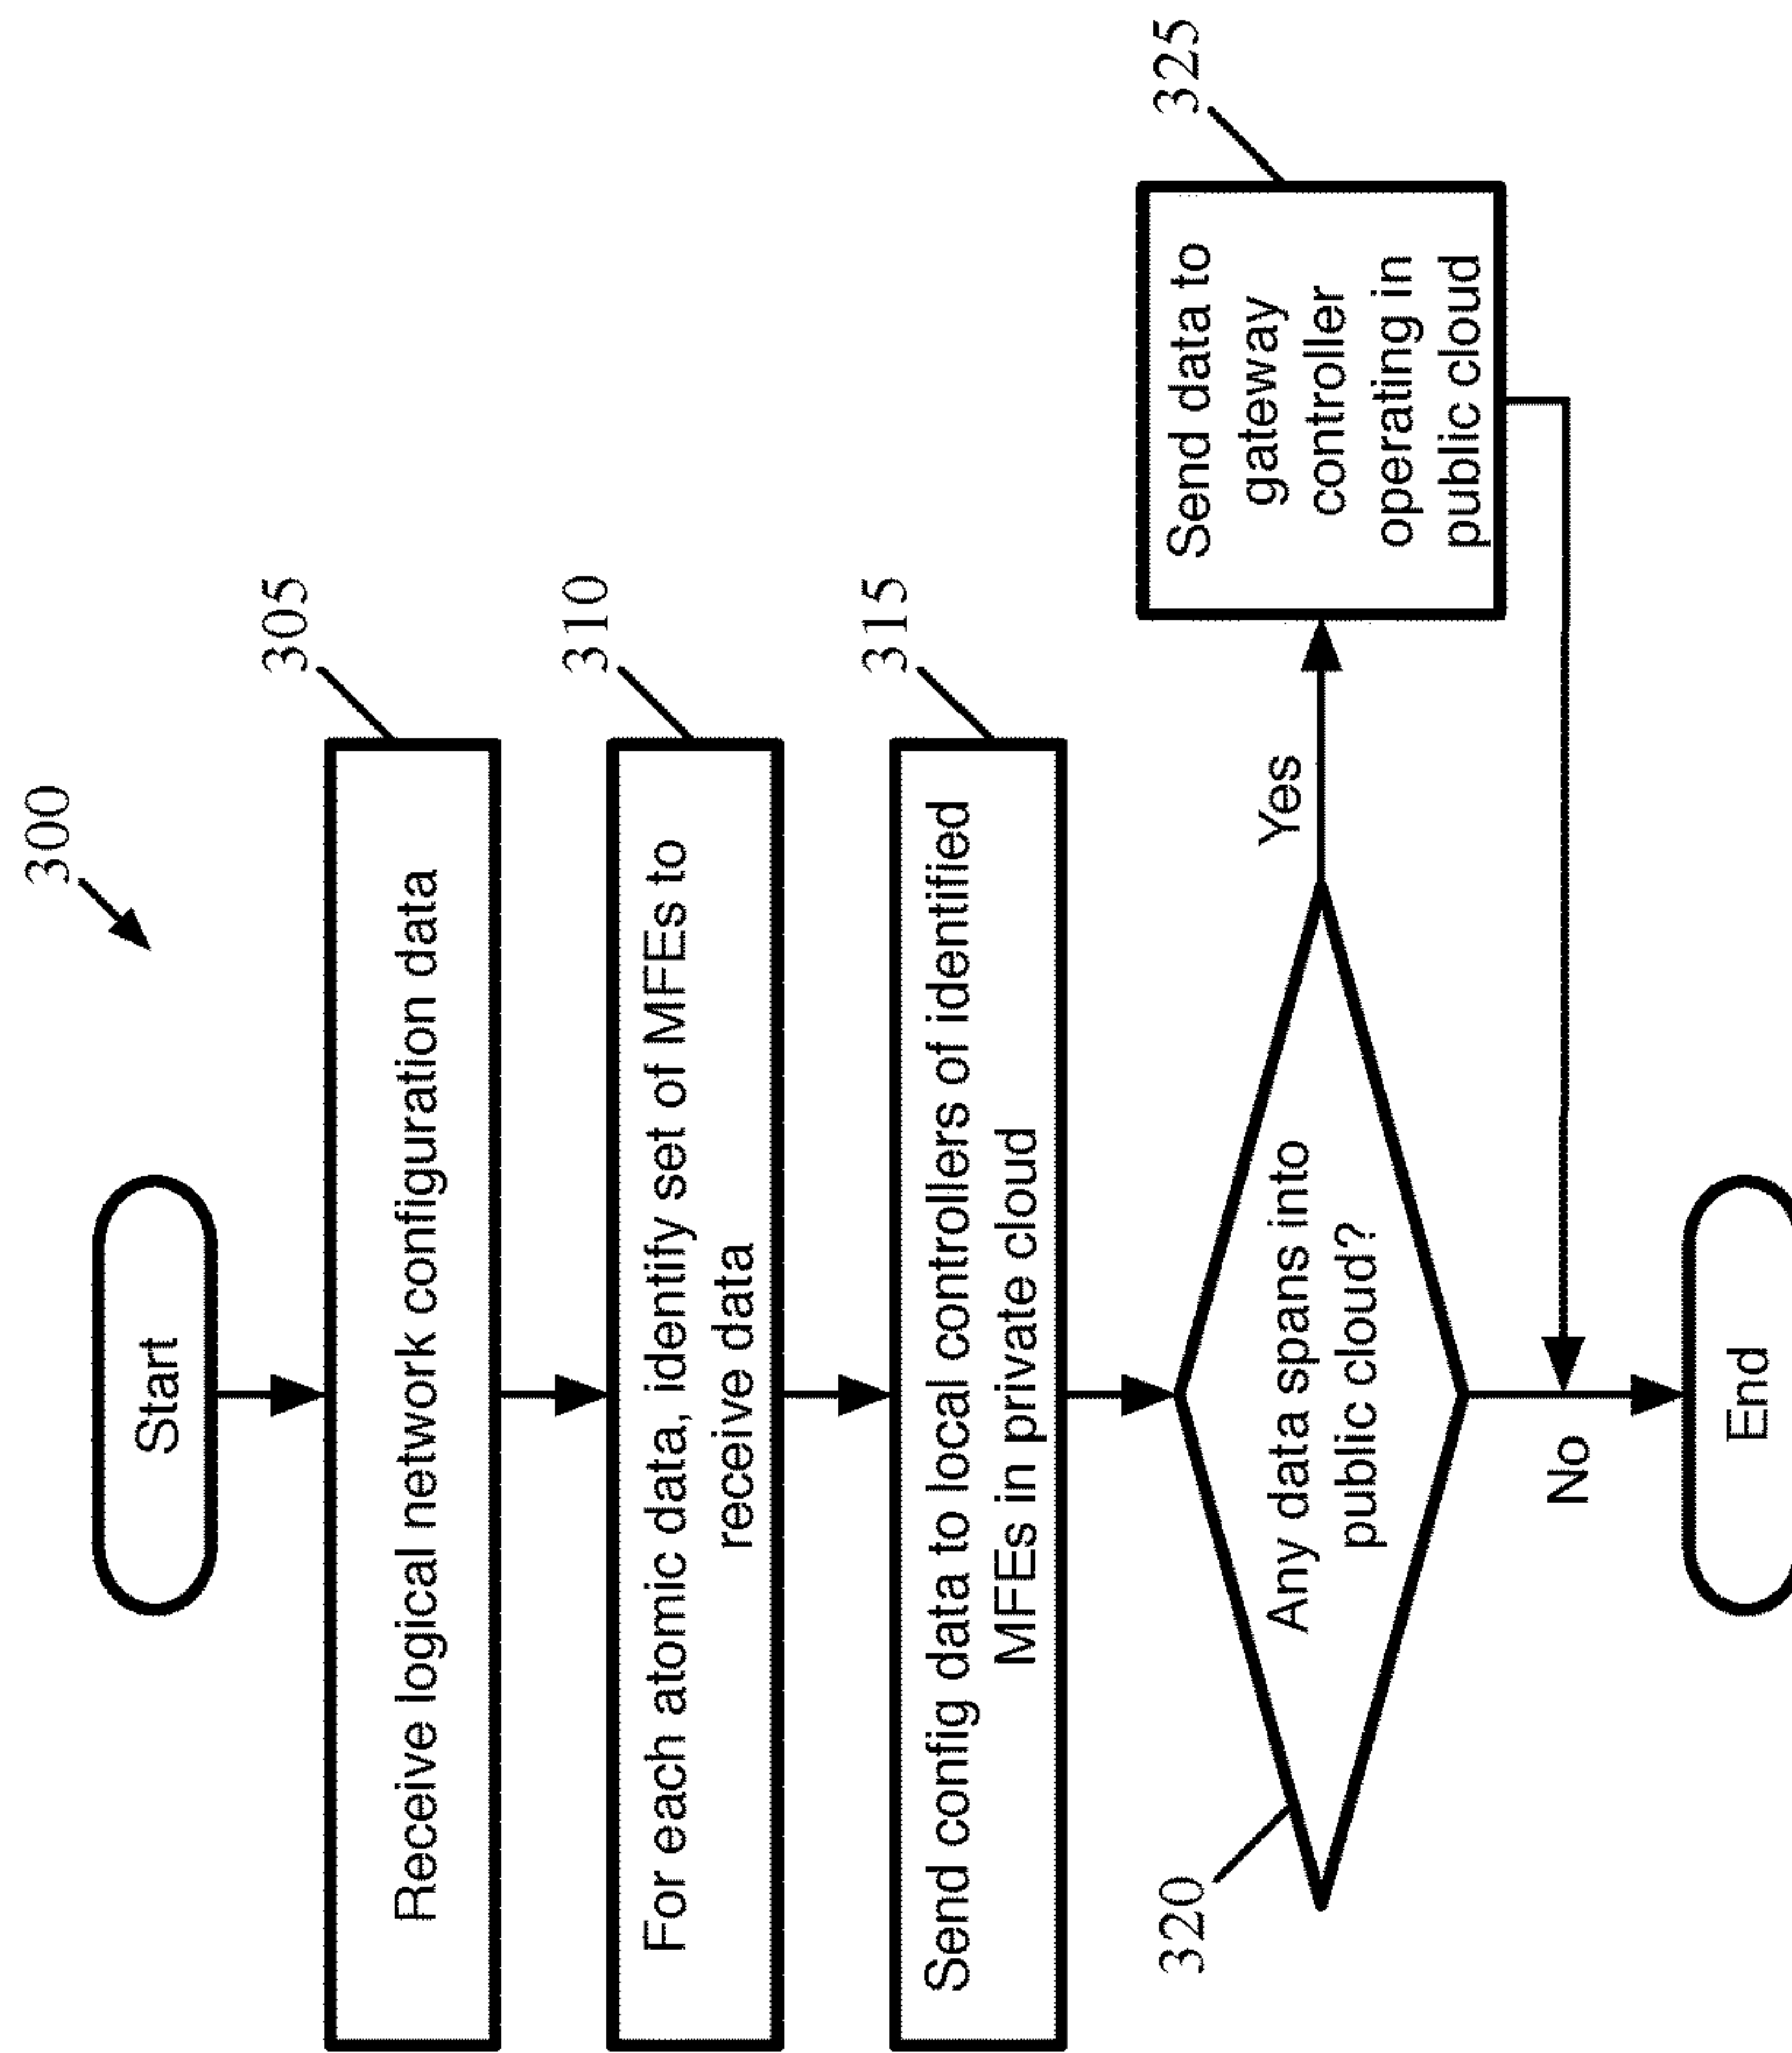 300
Start
305
Receive logical network configuration data
310
For each atomic data, identify set of MFEs to
receive data
315
Send config data to local controllers of identified
MFEs in private cloud
320
Any data spans into
public cloud?
Yes
325
Send data to
gateway
controller
operating in
public cloud
No
End